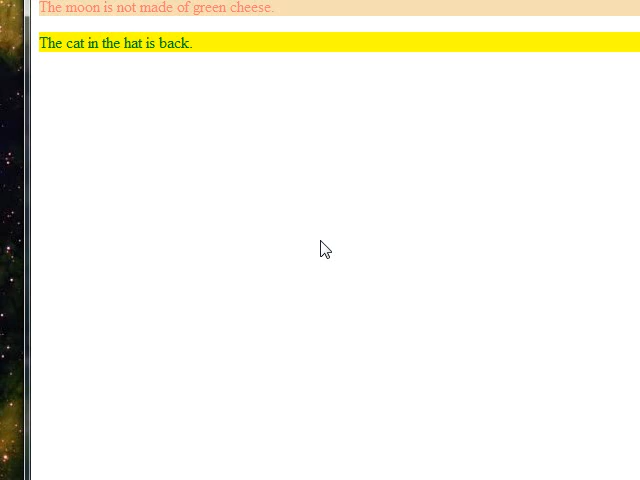 The moon is not made of green cheese.
The cat in the hat is back.